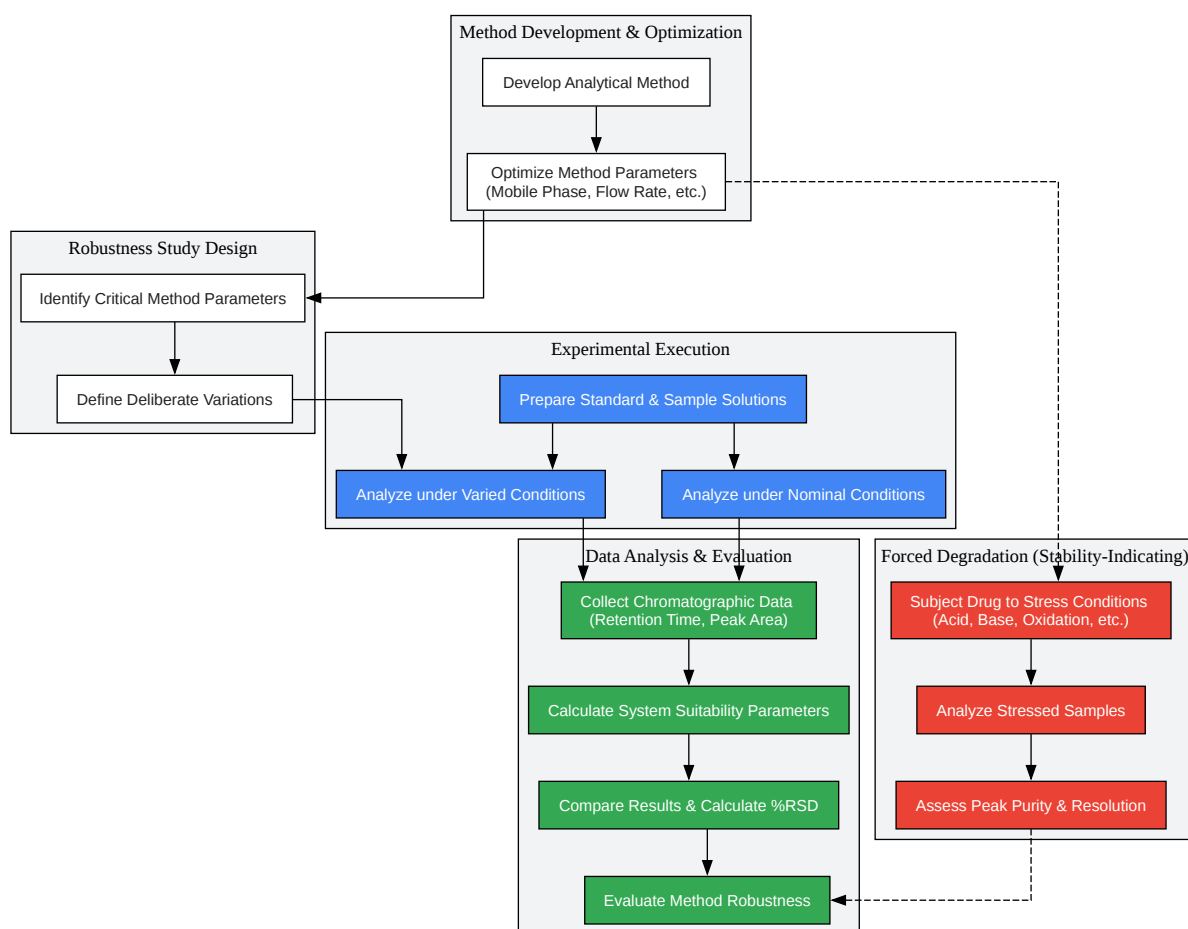 Method Development & Optimization
Develop Analytical Method
Optimize Method Parameters
(Mobile Phase, Flow Rate, etc.)
Robustness Study Design
Identify Critical Method Parameters
Define Deliberate Variations
Experimental Execution
Prepare Standard & Sample Solutions
Analyze under Varied Conditions
Analyze under Nominal Conditions
Data Analysis & Evaluation
Collect Chromatographic Data
(Retention Time, Peak Area)
Calculate System Suitability Parameters
Compare Results & Calculate %RSD
Evaluate Method Robustness
Forced Degradation (Stability-Indicating)
Subject Drug to Stress Conditions
(Acid, Base, Oxidation, etc.)
Analyze Stressed Samples
Assess Peak Purity & Resolution